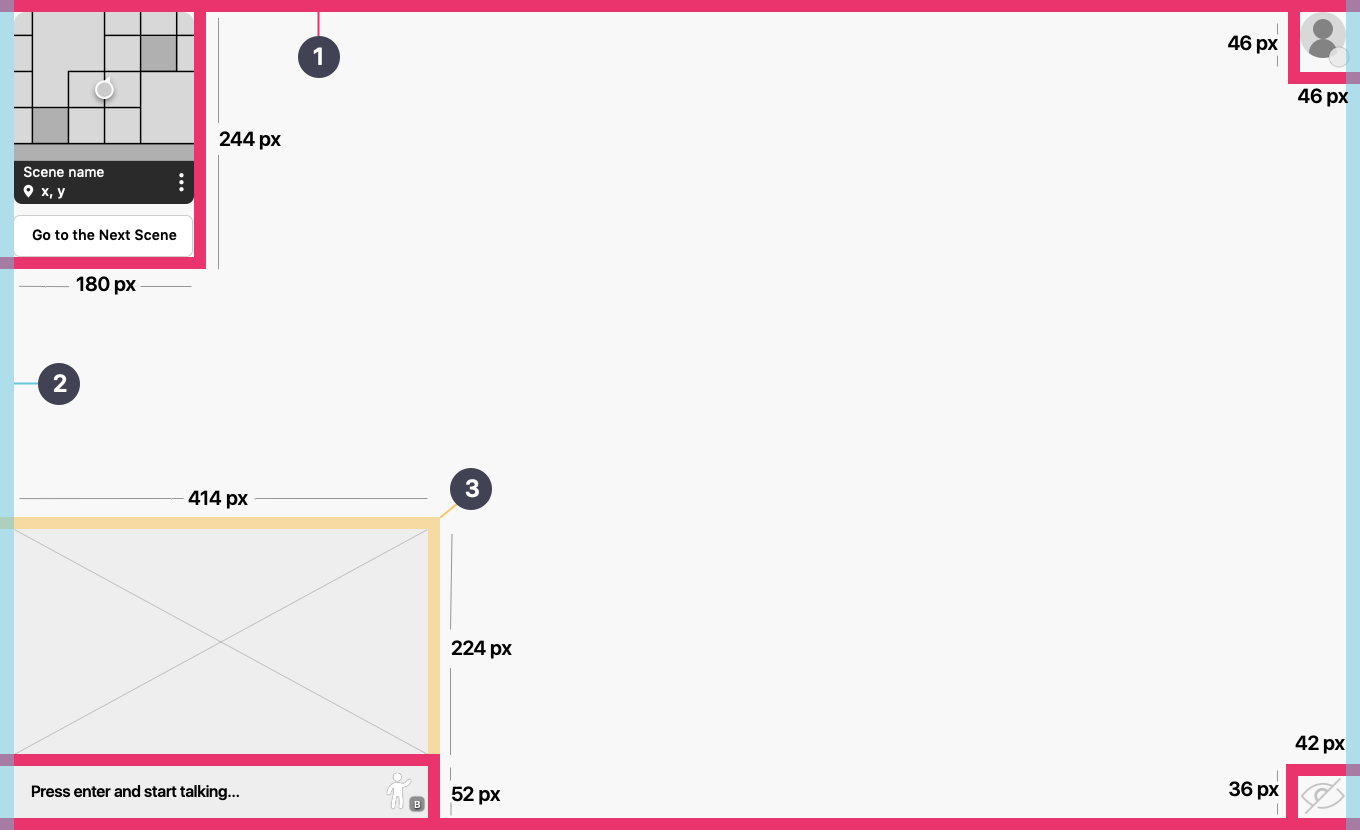 1
46 px
46 px
244 px
Scene name
x, y
Go to the Next Scene
180 px
2
414 px
3
224 px
42 px
Press enter and start talking...
B
52 px
36 px